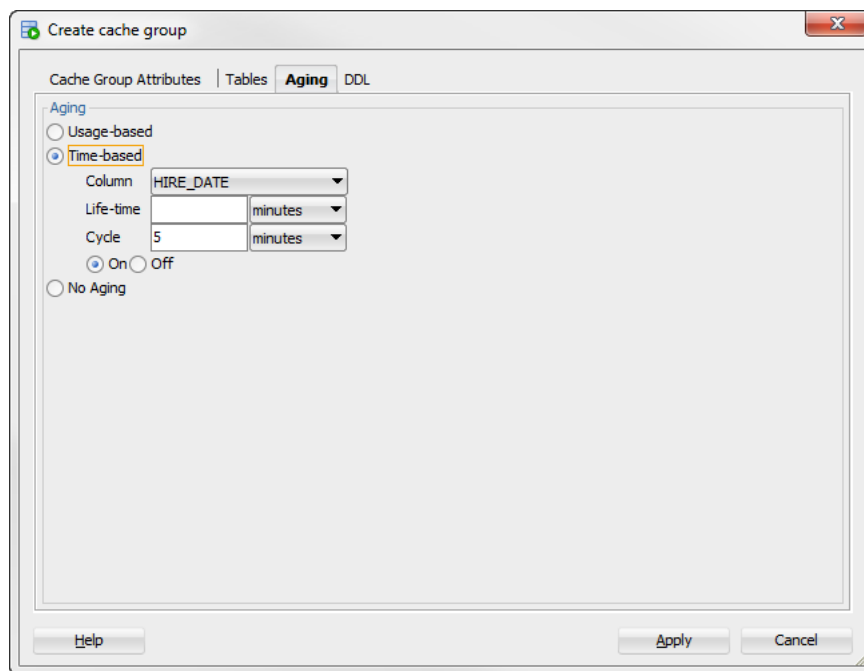 Create cache group
Cache Group Attributes Tables Aging DDL
Aging
Usage-based
Time-based
Column HIRE_DATE
Life-time minutes
Cycle 5 minutes
On Off
No Aging
Help Apply Cancel